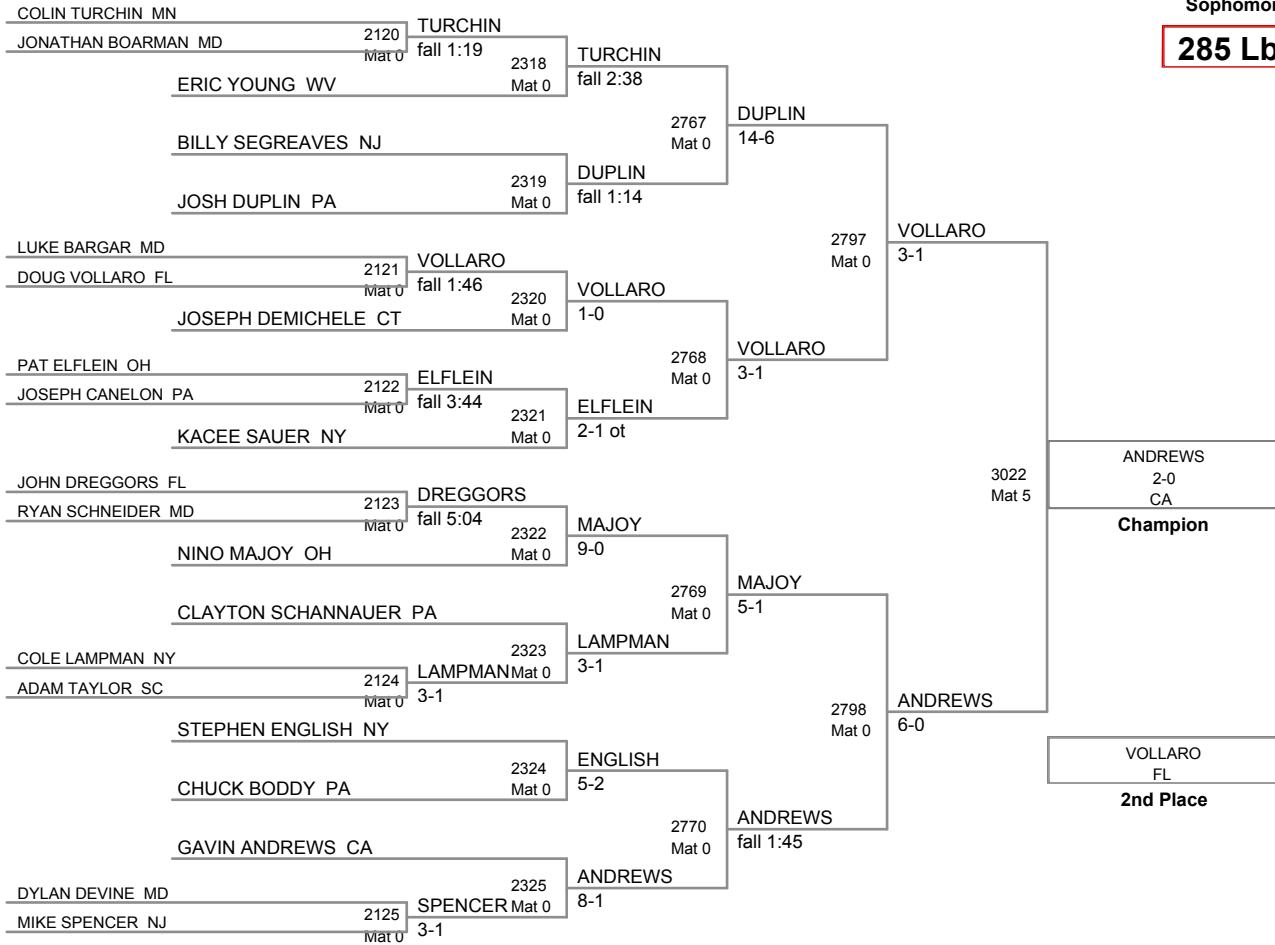 Sophomor
285 Lb
COLIN TURCHIN MN
JONATHAN BOARMAN MD
2120
Mat 0
TURCHIN
fall 1:19
ERIC YOUNG WV
2318
Mat 0
TURCHIN
fall 2:38
BILLY SEGREAVES NJ
JOSH DUPLIN PA
2319
Mat 0
DUPLIN
fall 1:14
2767
Mat 0
DUPLIN
14-6
LUKE BARGAR MD
DOUG VOLLARO FL
2121
Mat 0
VOLLARO
fall 1:46
JOSEPH DEMICHELE CT
2320
Mat 0
VOLLARO
1-0
PAT ELFLEIN OH
JOSEPH CANELON PA
2122
Mat 0
ELFLEIN
fall 3:44
KACEE SAUER NY
2321
Mat 0
ELFLEIN
2-1 ot
2768
Mat 0
VOLLARO
3-1
2797
Mat 0
VOLLARO
3-1
JOHN DREGGORS FL
RYAN SCHNEIDER MD
2123
Mat 0
DREGGORS
fall 5:04
NINO MAJOY OH
2322
Mat 0
MAJOY
9-0
CLAYTON SCHANNAUER PA
COLE LAMPMAN NY
ADAM TAYLOR SC
2124
Mat 0
LAMPMAN
3-1
2323
Mat 0
LAMPMAN
3-1
2769
Mat 0
MAJOY
5-1
STEPHEN ENGLISH NY
CHUCK BODDY PA
2324
Mat 0
ENGLISH
5-2
GAVIN ANDREWS CA
DYLAN DEVINE MD
MIKE SPENCER NJ
2125
Mat 0
SPENCER
3-1
2325
Mat 0
ANDREWS
8-1
2770
Mat 0
ANDREWS
fall 1:45
2798
Mat 0
ANDREWS
6-0
3022
Mat 5
ANDREWS
2-0
CA
Champion
VOLLARO
FL
2nd Place